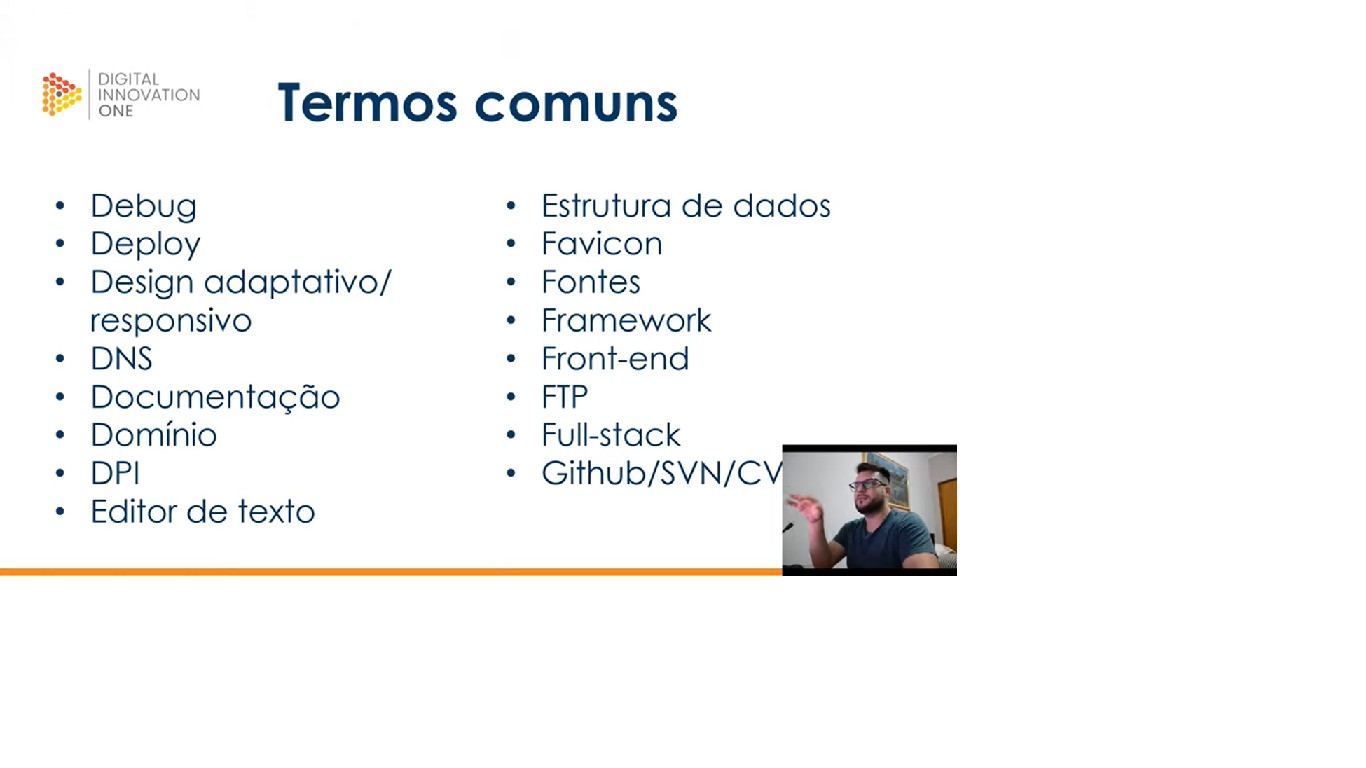 DIGITAL
INNOVATION
ONE
Termos comuns
• Debug
• Deploy
• Design adaptativo/
responsivo
• DNS
• Documentação
• Domínio
• DPI
• Editor de texto
• Estrutura de dados
• Favicon
• Fontes
• Framework
• Front-end
• FTP
• Full-stack
• Github/SVN/CV